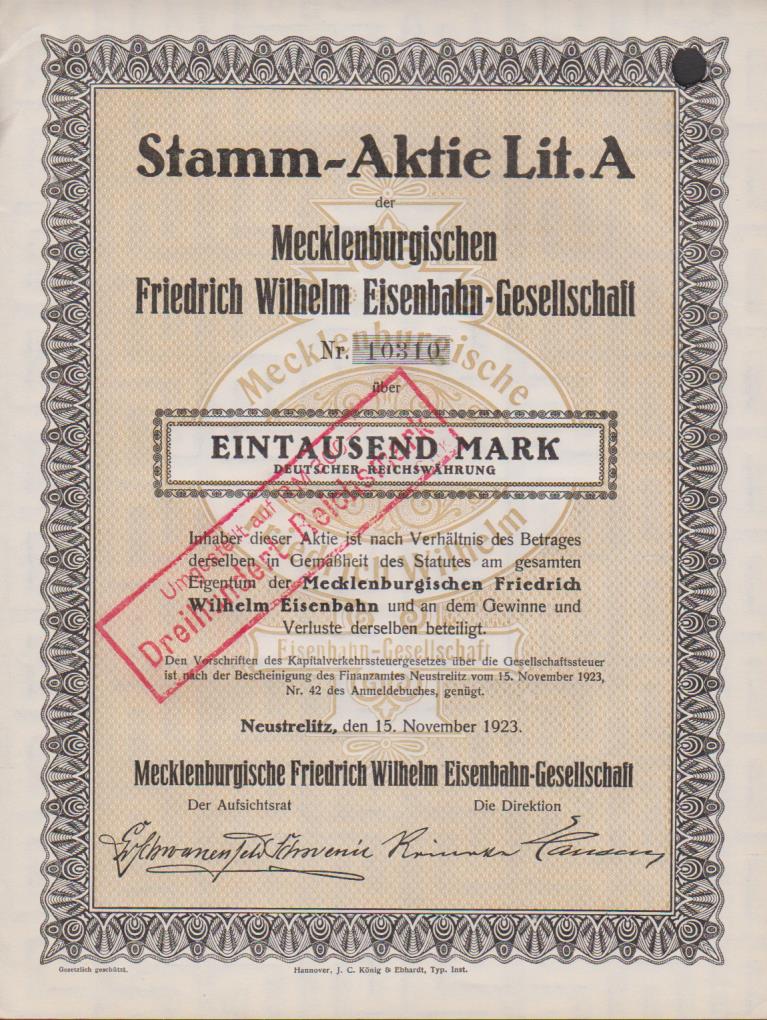 Stamm-Aktie Lit. A
der
Mecklenburgischen
Friedrich Wilhelm Eisenbahn-Gesellschaft
Nr. 10310
über
EINTAUSEND MARK
DEUTSCHER REICHSWÄHRUNG
Inhaber dieser Aktie ist nach Verhältnis des Betrages
derselben in Gemäßheit des Statutes am gesamten
Eigentum der Mecklenburgischen Friedrich
Wilhelm Eisenbahn und an dem Gewinne und
Verluste derselben beteiligt.
Den Vorschriften des Kapitalverkehrssteuergesetzes über die Gesellschaftssteuer
ist nach der Bescheinigung des Finanzamtes Neustrelitz vom 15. November 1923,
Nr. 42 des Anmeldebuches, genügt.
Neustrelitz, den 15. November 1923.
Mecklenburgische Friedrich Wilhelm Eisenbahn-Gesellschaft
Der Aufsichtsrat Die Direktion
Gesetzlich geschützt. Hannover, J. C. König & Ebhardt, Typ. Inst.
Umgestellt auf
Dreihundert Reichsmark
Mecklenburgische
Friedrich Wilhelm
Eisenbahn-Gesellschaft